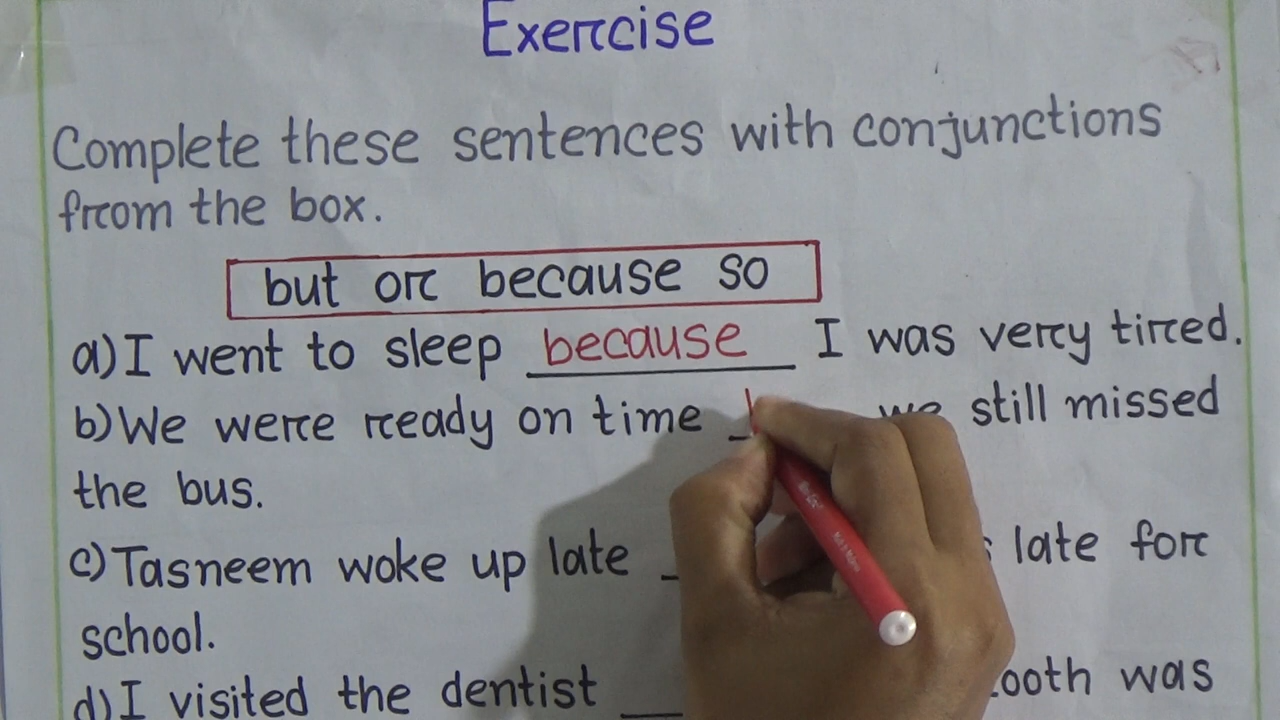 Exercise
Complete these sentences with conjunctions
from the box.
but or because so
a) I went to sleep because I was very tired.
b) We were ready on time we still missed
the bus.
c) Tasneem woke up late late for
school.
d) I visited the dentist was